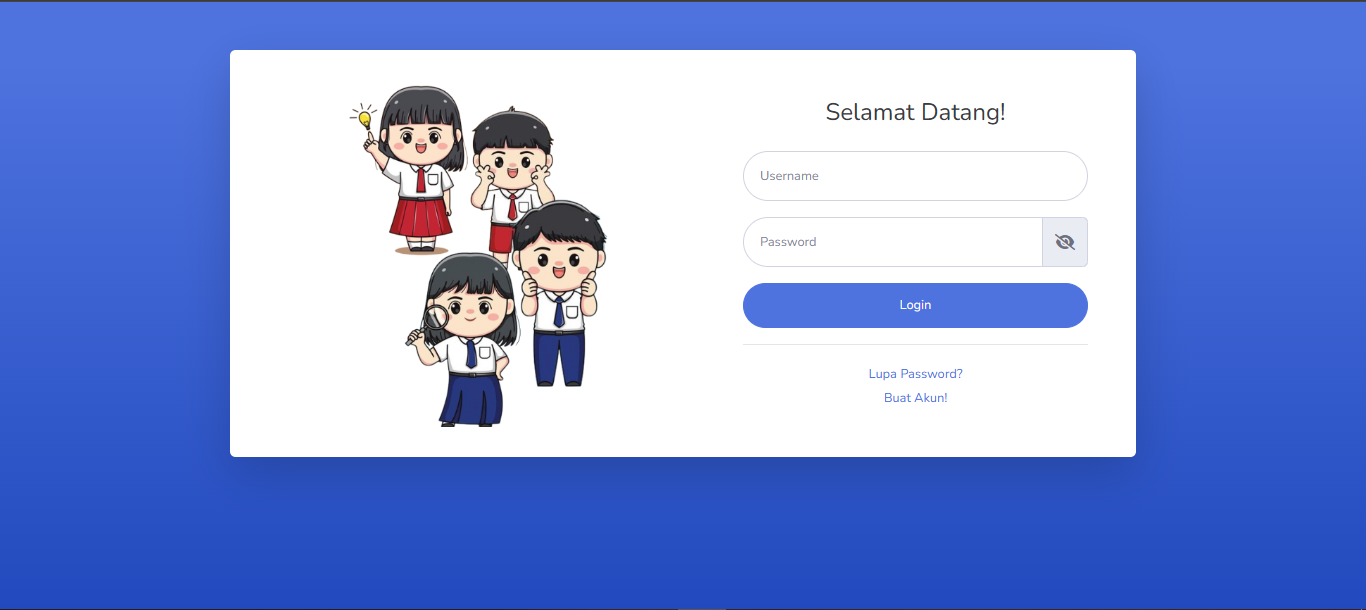 Selamat Datang!
Username
Password
Login
Lupa Password?
Buat Akun!